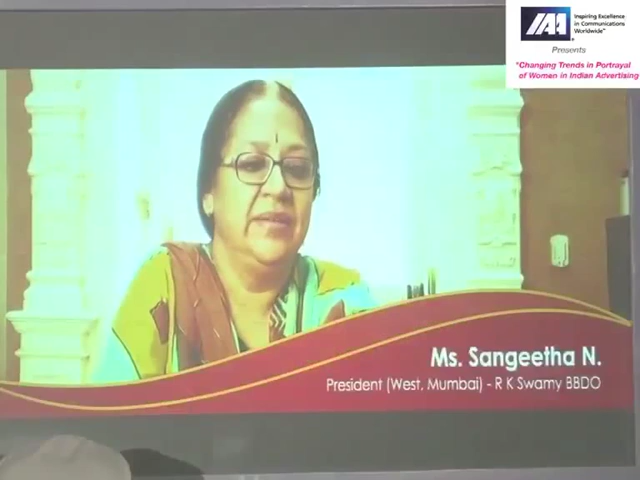 IAA
Inspiring Excellence
in Communications
Worldwide™
Presents
"Changing Trends in Portrayal
of Women in Indian Advertising
Ms. Sangeetha N.
President (West, Mumbai) - R K Swamy BBDO